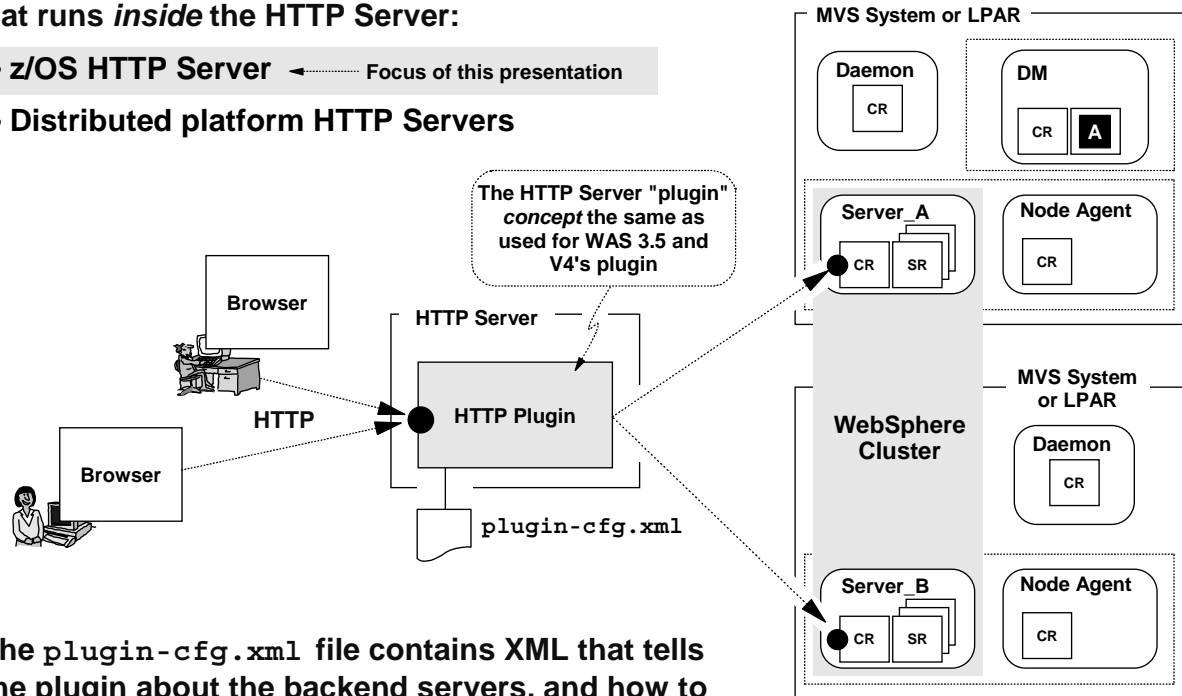 at runs inside the HTTP Server:
z/OS HTTP Server
Focus of this presentation
Distributed platform HTTP Servers
The HTTP Server "plugin"
concept the same as
used for WAS 3.5 and
V4's plugin
Browser
Browser
HTTP
HTTP Server
HTTP Plugin
plugin-cfg.xml
MVS System or LPAR
Daemon
CR
DM
CR
A
Server_A
CR
SR
Node Agent
CR
WebSphere
Cluster
MVS System
or LPAR
Daemon
CR
Server_B
CR
SR
Node Agent
CR
he plugin-cfg.xml file contains XML that tells
he plugin about the backend servers, and how to